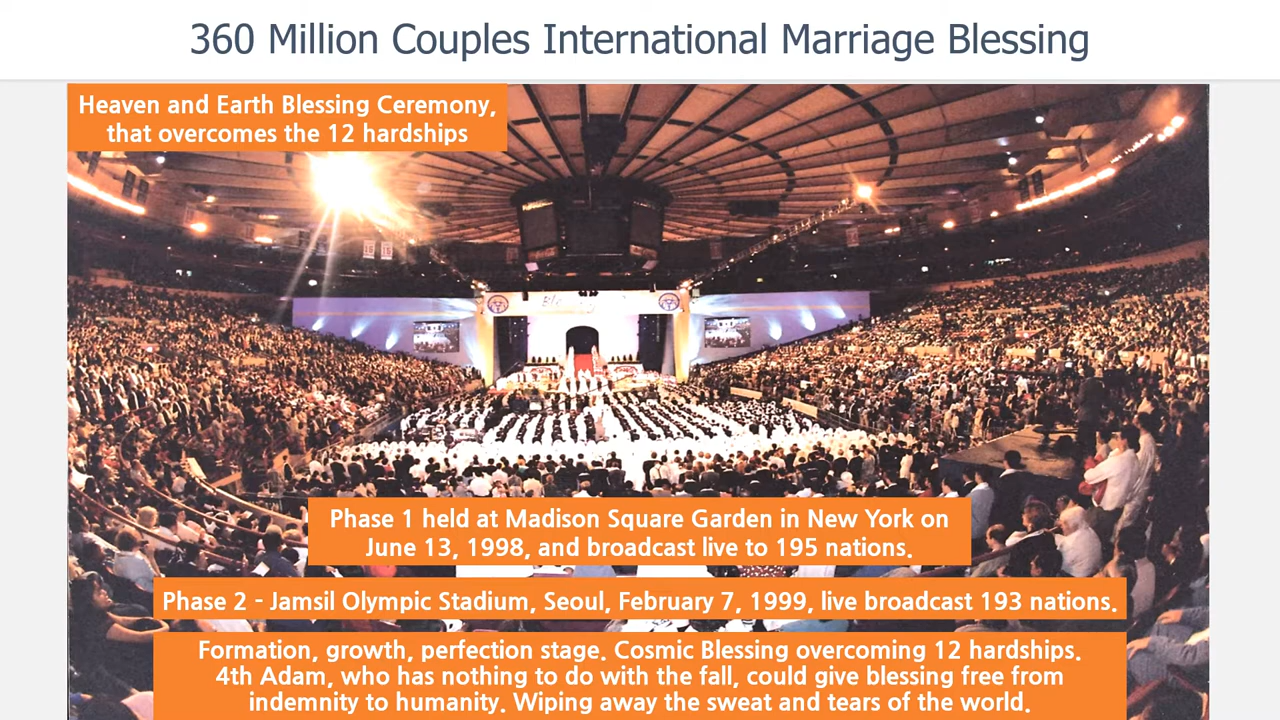 360 Million Couples International Marriage Blessing
Heaven and Earth Blessing Ceremony,
that overcomes the 12 hardships
Phase 1 held at Madison Square Garden in New York on
June 13, 1998, and broadcast live to 195 nations.
Phase 2 - Jamsil Olympic Stadium, Seoul, February 7, 1999, live broadcast 193 nations.
Formation, growth, perfection stage. Cosmic Blessing overcoming 12 hardships.
4th Adam, who has nothing to do with the fall, could give blessing free from
indemnity to humanity. Wiping away the sweat and tears of the world.